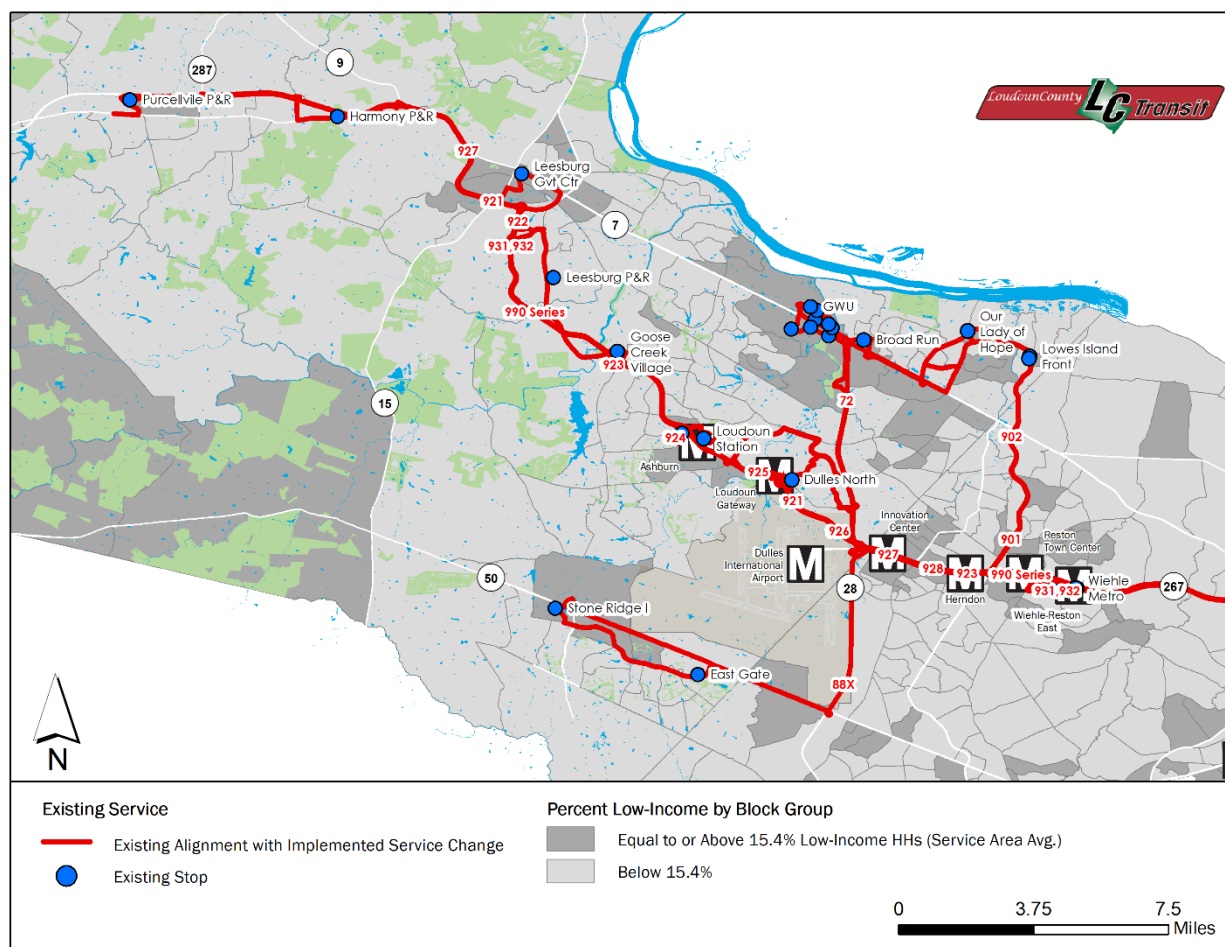 287
9
Purcellvile P&R
Harmony P&R
LoudounCounty
LC Transit
927
Leesburg
Gvt Ctr
921
922
7
931,932
Leesburg P&R
990 Series
GWU
Our
Lady of
Hope
Broad Run
Lowes Island
Front
Goose
Creek
Village
923
15
72
902
924
M
Loudoun
Station
Ashburn
925
M
Dulles North
Loudoun
Gateway
921
926
Innovation
Center
M
927
901
Reston
Town Center
Dulles
International
Airport
M
928
M
923
Herndon
M
990 Series
M
931,932
Wiehle
Metro
267
Wiehle-Reston
East
28
50
Stone Ridge I
East Gate
88X
N
Existing Service
Existing Alignment with Implemented Service Change
Existing Stop
Percent Low-Income by Block Group
Equal to or Above 15.4% Low-Income HHs (Service Area Avg.)
Below 15.4%
0 3.75 7.5
Miles